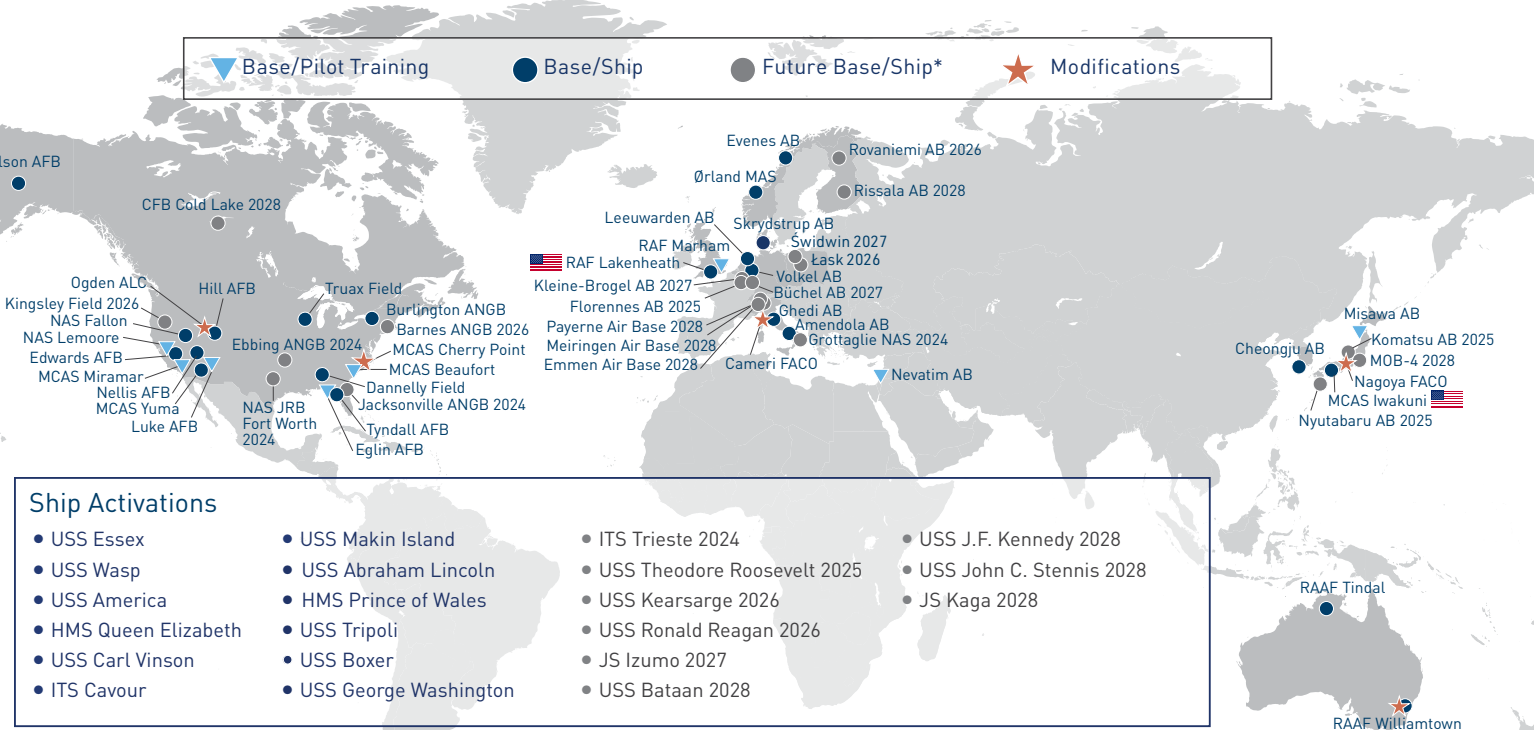 Base/Pilot Training
Base/Ship
Future Base/Ship*
Modifications
lson AFB
CFB Cold Lake 2028
Ogden ALC
Hill AFB
Truax Field
Kingsley Field 2026
NAS Fallon
NAS Lemoore
Edwards AFB
MCAS Miramar
Nellis AFB
MCAS Yuma
Luke AFB
Ebbing ANGB 2024
NAS JRB
Fort Worth
2024
Burlington ANGB
Barnes ANGB 2026
MCAS Cherry Point
MCAS Beaufort
Dannelly Field
Jacksonville ANGB 2024
Tyndall AFB
Eglin AFB
Evenes AB
Rovaniemi AB 2026
Ørland MAS
Rissala AB 2028
Leeuwarden AB
Skrydstrup AB
RAF Marham
Świdwin 2027
RAF Lakenheath
Łask 2026
Volkel AB
Kleine-Brogel AB 2027
Büchel AB 2027
Florennes AB 2025
Ghedi AB
Payerne Air Base 2028
Amendola AB
Meiringen Air Base 2028
Grottaglie NAS 2024
Emmen Air Base 2028
Cameri FACO
Nevatim AB
Misawa AB
Komatsu AB 2025
Cheongju AB
MOB-4 2028
Nagoya FACO
MCAS Iwakuni
Nyutabaru AB 2025
RAAF Tindal
RAAF Williamtown
Ship Activations
USS Essex
USS Wasp
USS America
HMS Queen Elizabeth
USS Carl Vinson
ITS Cavour
USS Makin Island
USS Abraham Lincoln
HMS Prince of Wales
USS Tripoli
USS Boxer
USS George Washington
ITS Trieste 2024
USS Theodore Roosevelt 2025
USS Kearsarge 2026
USS Ronald Reagan 2026
JS Izumo 2027
USS Bataan 2028
USS J.F. Kennedy 2028
USS John C. Stennis 2028
JS Kaga 2028